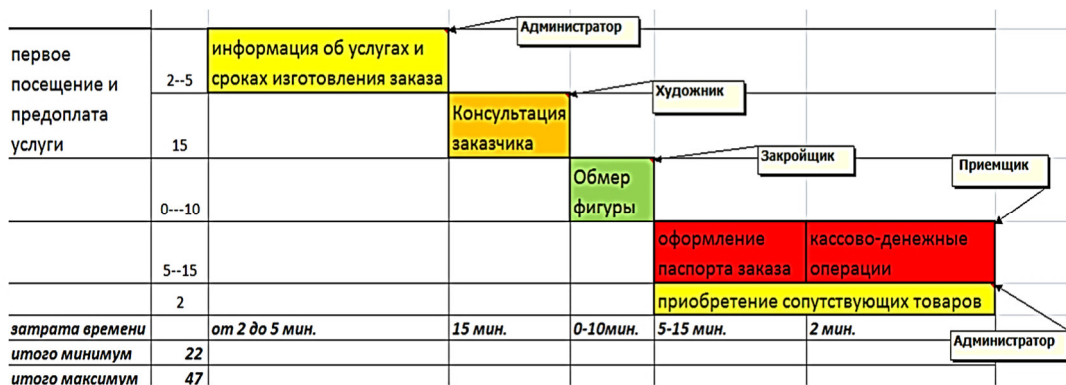 Администратор
первое
посещение и
предоплата
услуги
2--5
информация об услугах и
сроках изготовления заказа
Художник
15
Консультация
заказчика
Закройщик
Приемщик
0---10
Обмер
фигуры
5--15
оформление
паспорта заказа
кассово-денежные
операции
2
приобретение сопутствующих товаров
затрата времени
от 2 до 5 мин.
15 мин.
0-10мин.
5-15 мин.
2 мин.
Администратор
итого минимум
22
итого максимум
47